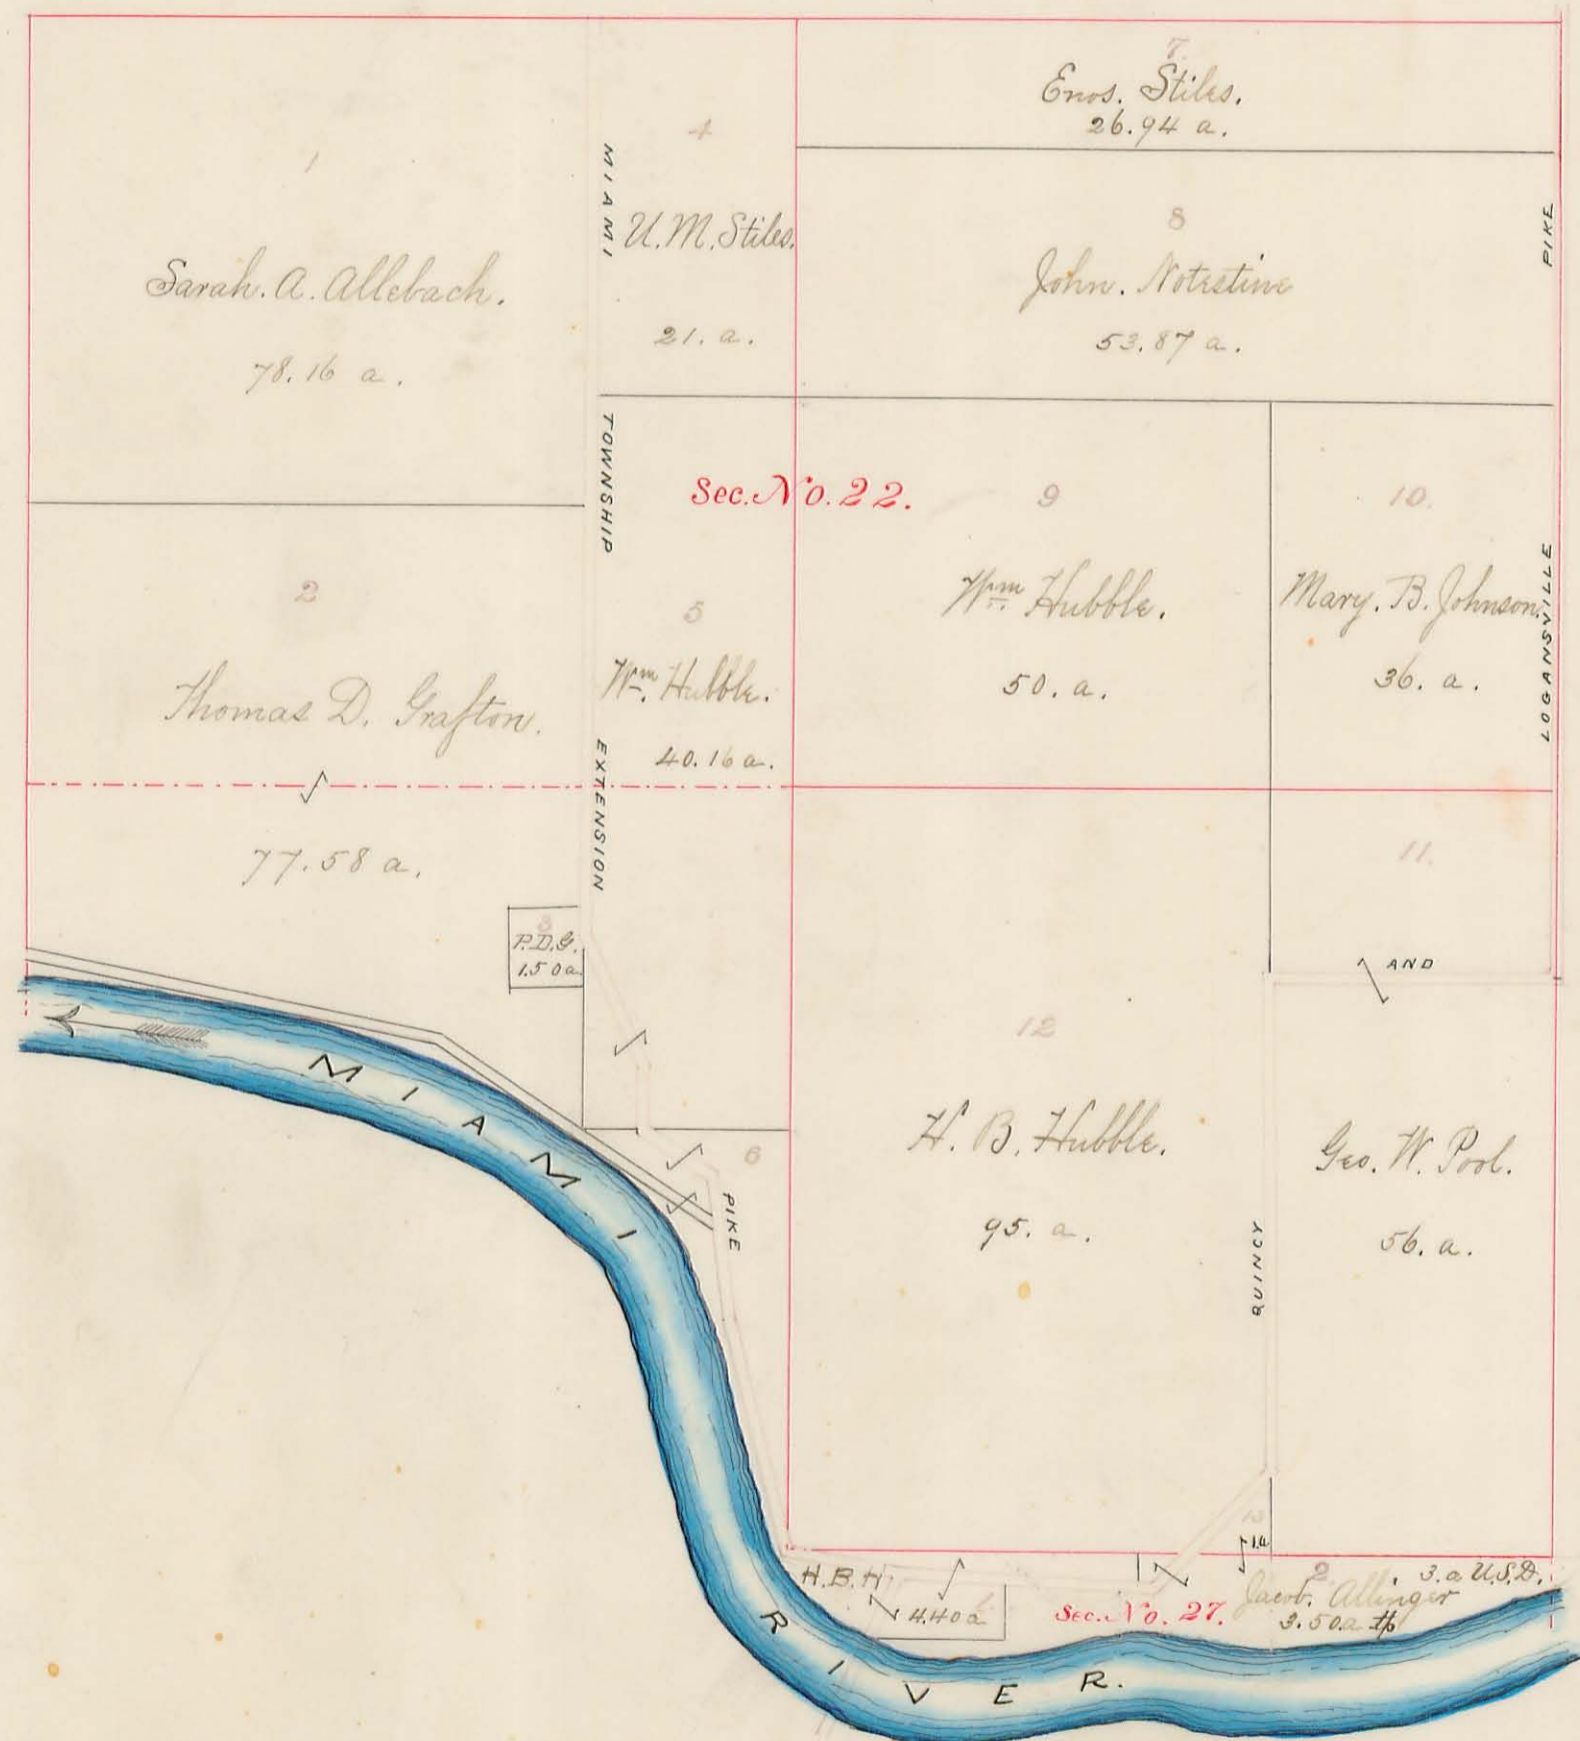 7.
Enos. Stiles.
26.94 a.
1
Sarah. A. Allebach.
78.16 a.
4
U. M. Stiles.
21. a.
8
John. Notestine
53.87 a.
MIAMI
TOWNSHIP
EXTENSION
PIKE
PIKE
LOGANSVILLE
AND
QUINCY
Sec. No. 22.
2
Thomas D. Grafton.
77.58 a.
5
Wm. Hubble.
40.16 a.
9
Wm. Hubble.
50. a.
10.
Mary. B. Johnson.
36. a.
3
P.D.G.
1.50 a.
11.
Geo. W. Pool.
56. a.
12
H. B. Hubble.
95. a.
6
MIAMI
RIVER.
1 a
H.B.H.
4.40 a
Sec. No. 27.
2
3. a U.S.D.
Jacob. Allinger
3.50 a